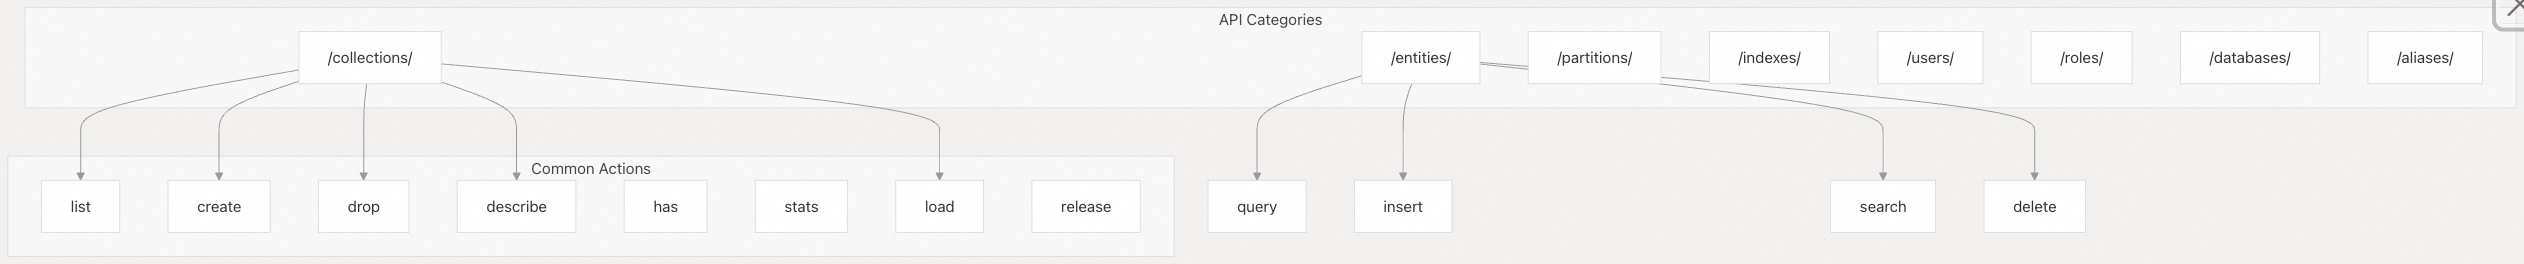 API Categories
/collections/
/entities/
/partitions/
/indexes/
/users/
/roles/
/databases/
/aliases/
Common Actions
list
create
drop
describe
has
stats
load
release
query
insert
search
delete